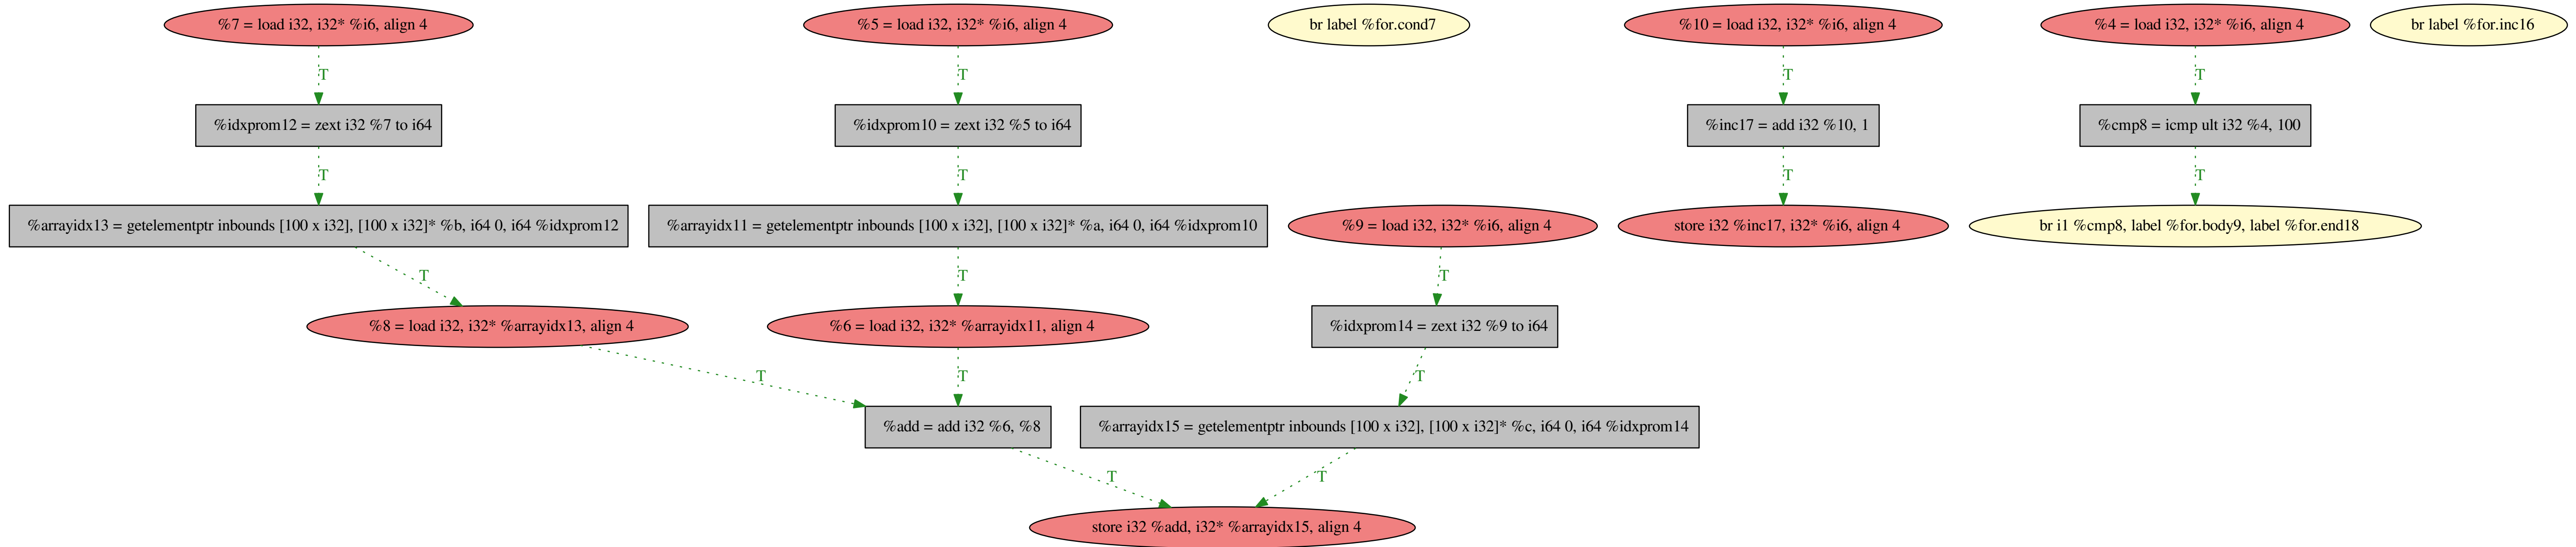 %7 = load i32, i32* %i6, align 4
%5 = load i32, i32* %i6, align 4
br label %for.cond7
%10 = load i32, i32* %i6, align 4
%4 = load i32, i32* %i6, align 4
br label %for.inc16
T
T
T
T
%idxprom12 = zext i32 %7 to i64
%idxprom10 = zext i32 %5 to i64
%inc17 = add i32 %10, 1
%cmp8 = icmp ult i32 %4, 100
T
T
T
T
%arrayidx13 = getelementptr inbounds [100 x i32], [100 x i32]* %b, i64 0, i64 %idxprom12
%arrayidx11 = getelementptr inbounds [100 x i32], [100 x i32]* %a, i64 0, i64 %idxprom10
%9 = load i32, i32* %i6, align 4
store i32 %inc17, i32* %i6, align 4
br i1 %cmp8, label %for.body9, label %for.end18
T
T
T
%8 = load i32, i32* %arrayidx13, align 4
%6 = load i32, i32* %arrayidx11, align 4
%idxprom14 = zext i32 %9 to i64
T
T
T
%add = add i32 %6, %8
%arrayidx15 = getelementptr inbounds [100 x i32], [100 x i32]* %c, i64 0, i64 %idxprom14
T
T
store i32 %add, i32* %arrayidx15, align 4